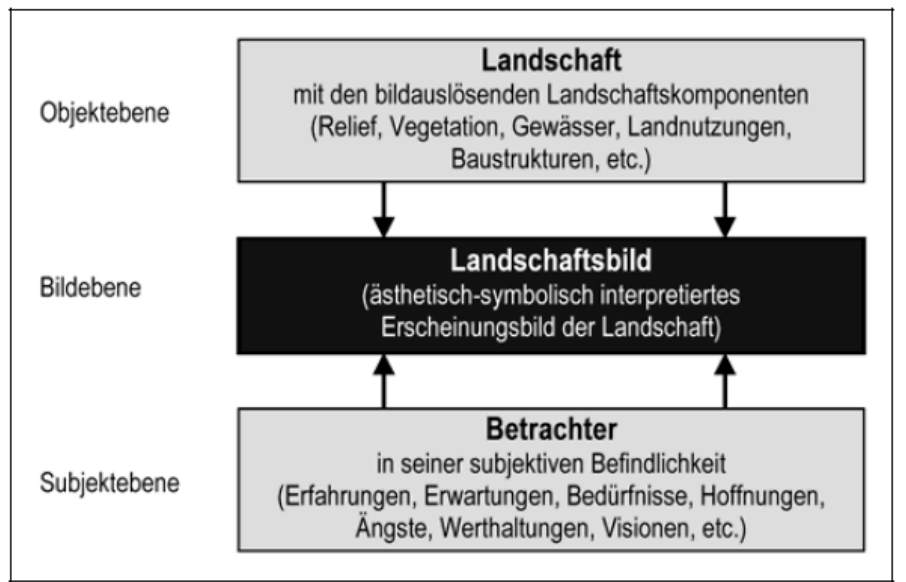 Objektebene
Landschaft
mit den bildauslösenden Landschaftskomponenten
(Relief, Vegetation, Gewässer, Landnutzungen,
Baustrukturen, etc.)
Bildebene
Landschaftsbild
(ästhetisch-symbolisch interpretiertes
Erscheinungsbild der Landschaft)
Subjektebene
Betrachter
in seiner subjektiven Befindlichkeit
(Erfahrungen, Erwartungen, Bedürfnisse, Hoffnungen,
Ängste, Werthaltungen, Visionen, etc.)